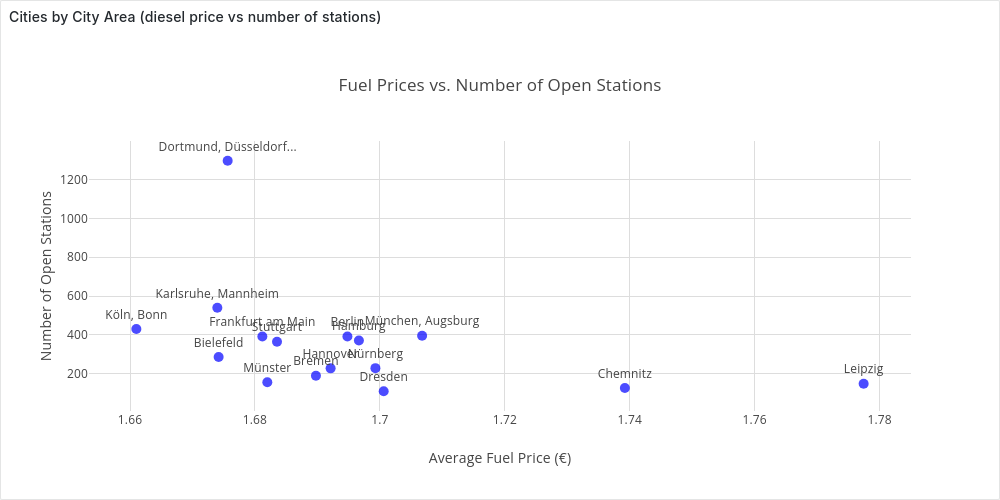 Cities by City Area (diesel price vs number of stations)
Fuel Prices vs. Number of Open Stations
Dortmund, Düsseldorf...
Karlsruhe, Mannheim
Köln, Bonn
Frankfurt am Main
Stuttgart
Berlin
Hamburg
München, Augsburg
Bielefeld
Hannover
Nürnberg
Bremen
Münster
Dresden
Chemnitz
Leipzig
Number of Open Stations
1200
1000
800
600
400
200
1.66
1.68
1.7
1.72
1.74
1.76
1.78
Average Fuel Price (€)